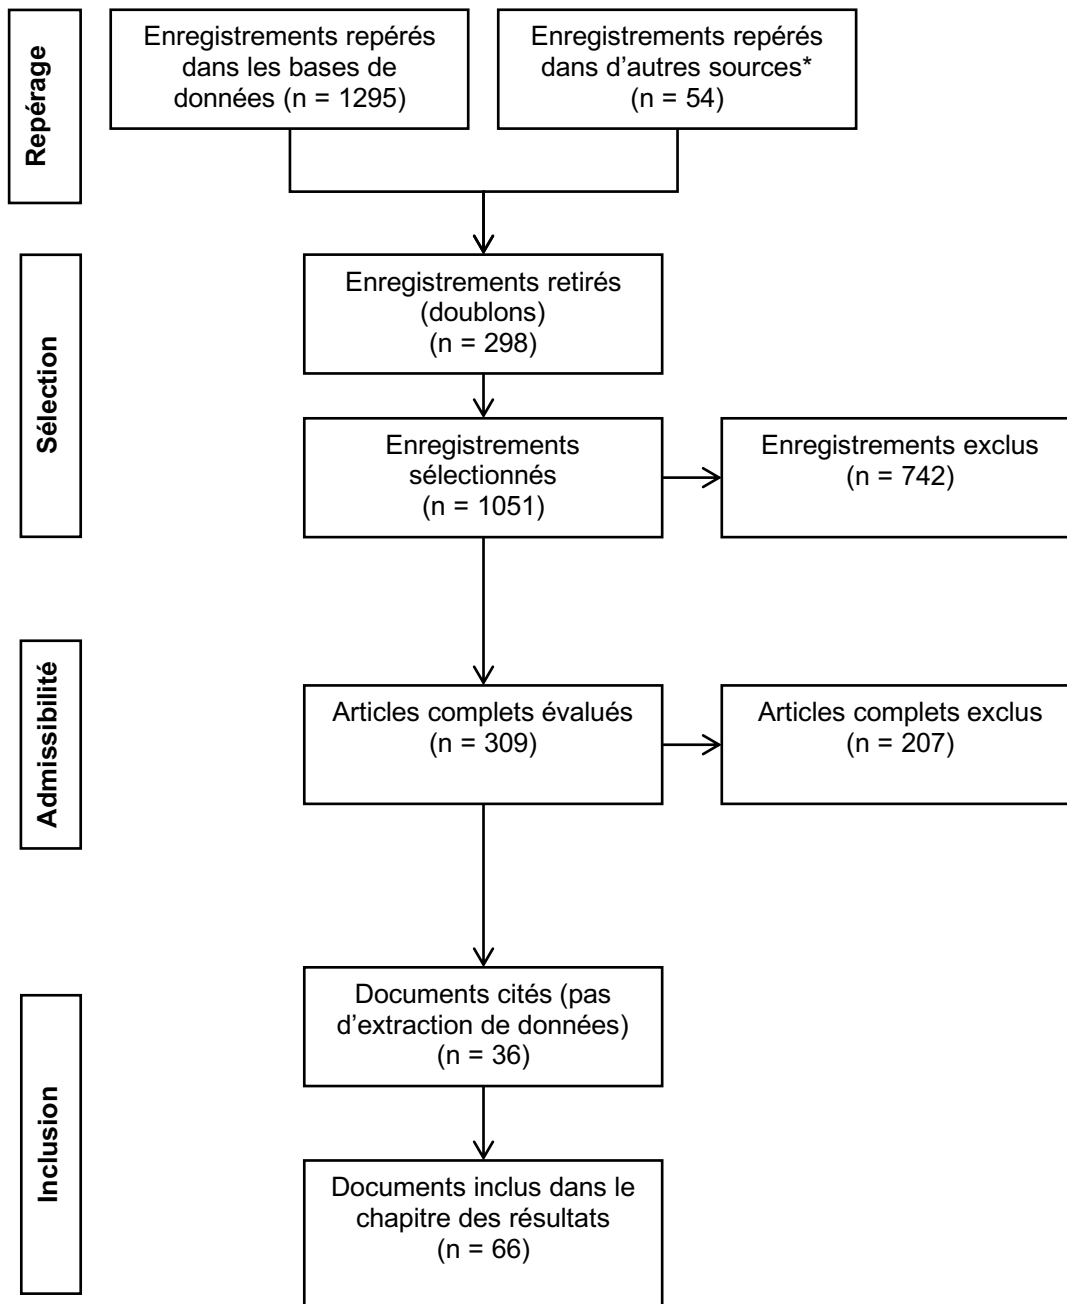 Repérage
Enregistrements repérés
dans les bases de
données (n = 1295)
Enregistrements repérés
dans d'autres sources*
(n = 54)
Sélection
Enregistrements retirés
(doublons)
(n = 298)
Enregistrements
sélectionnés
(n = 1051)
Enregistrements exclus
(n = 742)
Admissibilité
Articles complets évalués
(n = 309)
Articles complets exclus
(n = 207)
Inclusion
Documents cités (pas
d’extraction de données)
(n = 36)
Documents inclus dans le
chapitre des résultats
(n = 66)